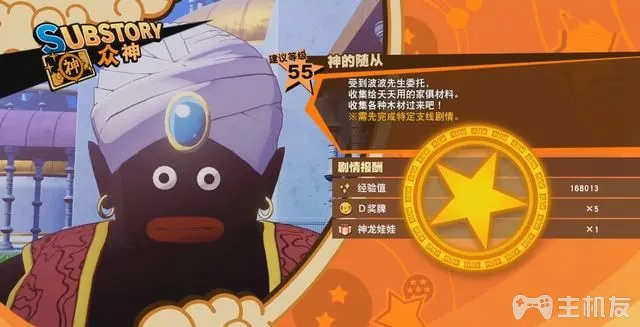 SUBSTORY
神
众神
建议等级
55
神的随从
受到波波先生委托，
收集给天天用的家俱材料。
收集各种木材过来吧！
※需先完成特定支线剧情。
剧情报酬
经验值 168013
D奖牌 ×5
神龙娃娃 ×1
主机友